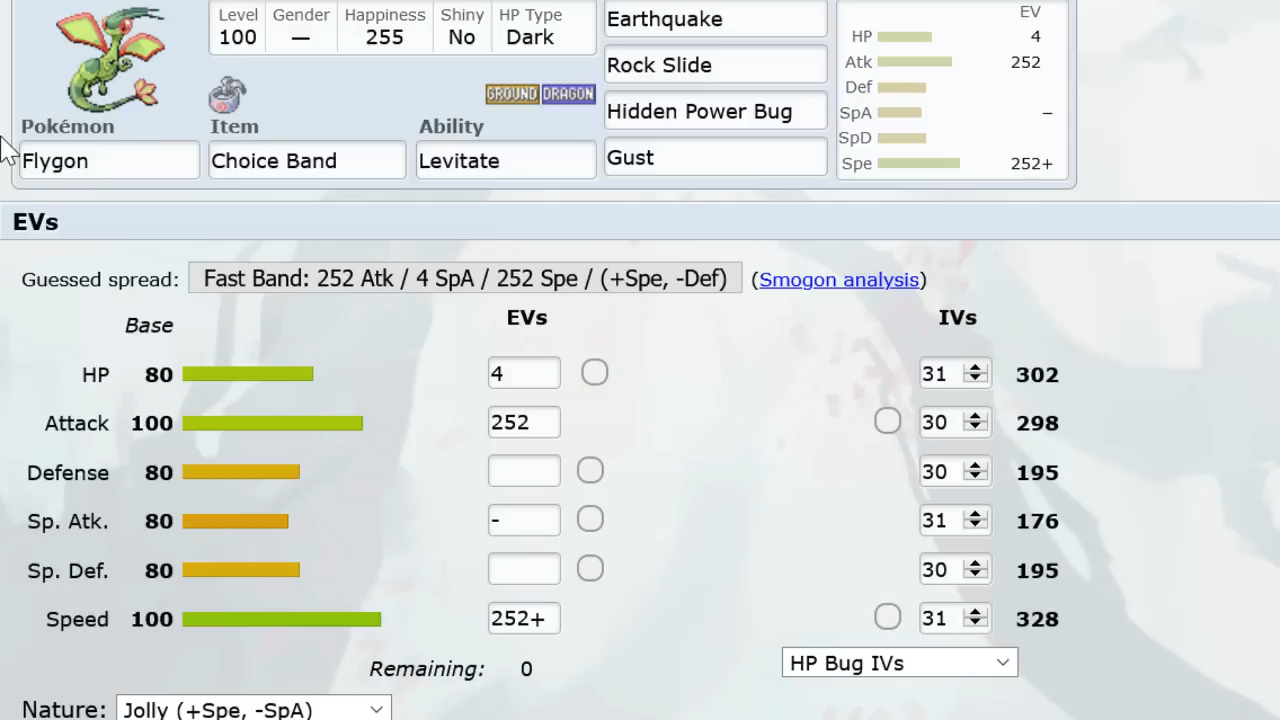 Level Gender Happiness Shiny HP Type
100 — 255 No Dark
GROUND DRAGON
Pokémon Item Ability
Flygon Choice Band Levitate
Earthquake
Rock Slide
Hidden Power Bug
Gust
EV
HP 4
Atk 252
Def
SpA –
SpD
Spe 252+
EVs
Guessed spread: Fast Band: 252 Atk / 4 SpA / 252 Spe / (+Spe, -Def) (Smogon analysis)
Base EVs IVs
HP 80 4 31 302
Attack 100 252 30 298
Defense 80 30 195
Sp. Atk. 80 - 31 176
Sp. Def. 80 30 195
Speed 100 252+ 31 328
Remaining: 0 HP Bug IVs
Nature: Jolly (+Spe, -SpA)